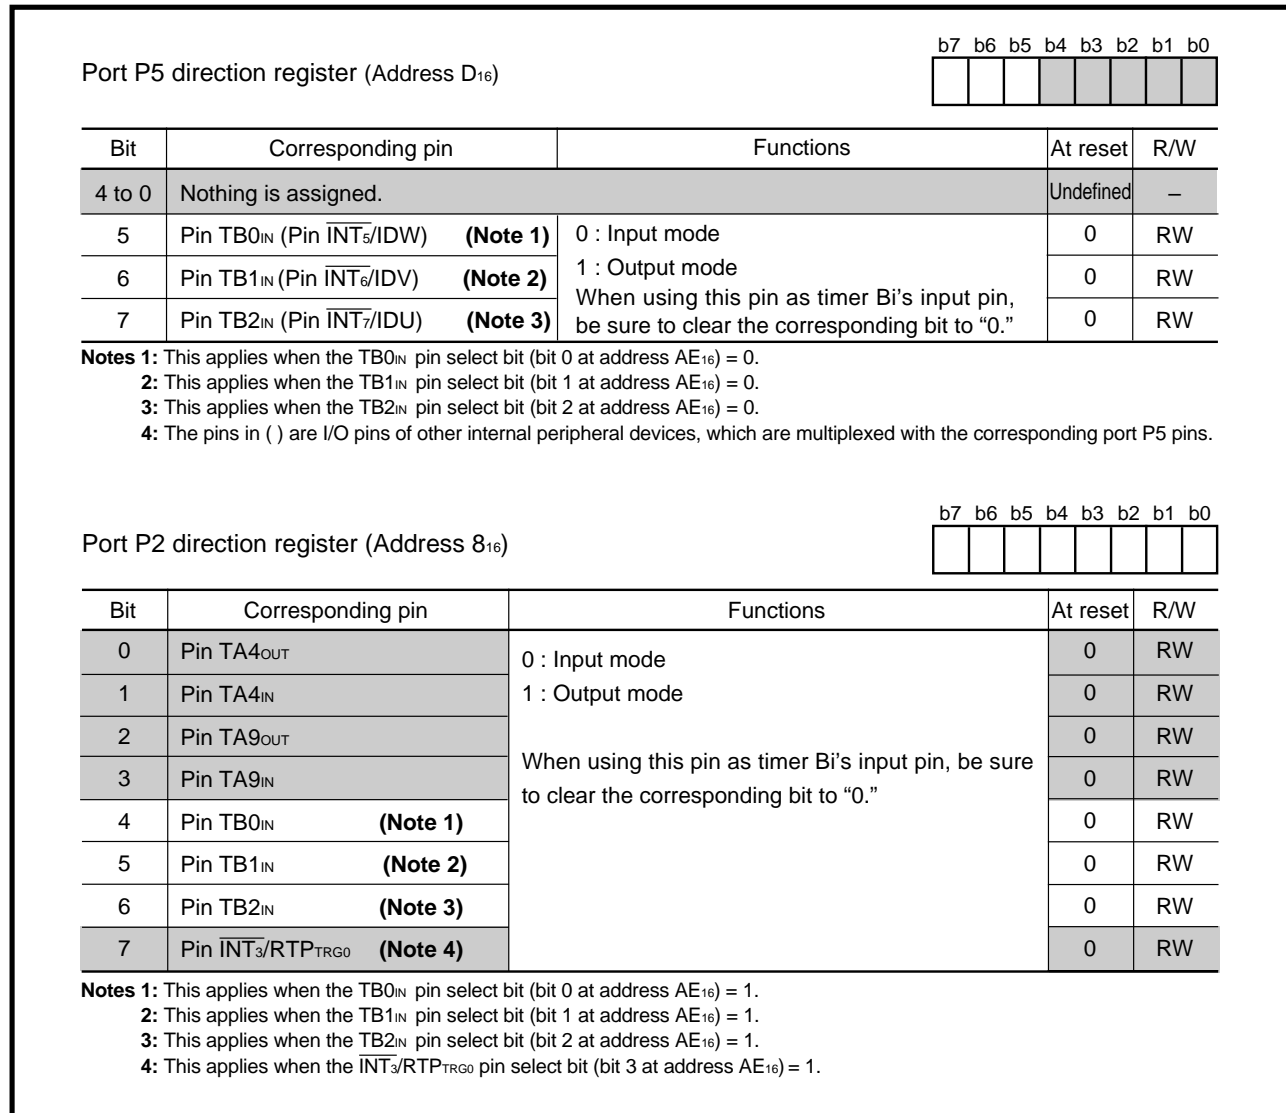 b7 b6 b5 b4 b3 b2 b1 b0
Port P5 direction register (Address D16)
Bit Corresponding pin Functions At reset R/W
4 to 0 Nothing is assigned. Undefined –
5 Pin TB0IN (Pin INT5/IDW) (Note 1) 0 : Input mode 0 RW
6 Pin TB1IN (Pin INT6/IDV) (Note 2) 1 : Output mode 0 RW
When using this pin as timer Bi’s input pin,
7 Pin TB2IN (Pin INT7/IDU) (Note 3) be sure to clear the corresponding bit to “0.” 0 RW
Notes 1: This applies when the TB0IN pin select bit (bit 0 at address AE16) = 0.
2: This applies when the TB1IN pin select bit (bit 1 at address AE16) = 0.
3: This applies when the TB2IN pin select bit (bit 2 at address AE16) = 0.
4: The pins in ( ) are I/O pins of other internal peripheral devices, which are multiplexed with the corresponding port P5 pins.
b7 b6 b5 b4 b3 b2 b1 b0
Port P2 direction register (Address 816)
Bit Corresponding pin Functions At reset R/W
0 Pin TA4OUT 0 : Input mode 0 RW
1 Pin TA4IN 1 : Output mode 0 RW
2 Pin TA9OUT 0 RW
When using this pin as timer Bi’s input pin, be sure
3 Pin TA9IN to clear the corresponding bit to “0.” 0 RW
4 Pin TB0IN (Note 1) 0 RW
5 Pin TB1IN (Note 2) 0 RW
6 Pin TB2IN (Note 3) 0 RW
7 Pin INT3/RTPTRG0 (Note 4) 0 RW
Notes 1: This applies when the TB0IN pin select bit (bit 0 at address AE16) = 1.
2: This applies when the TB1IN pin select bit (bit 1 at address AE16) = 1.
3: This applies when the TB2IN pin select bit (bit 2 at address AE16) = 1.
4: This applies when the INT3/RTPTRG0 pin select bit (bit 3 at address AE16) = 1.